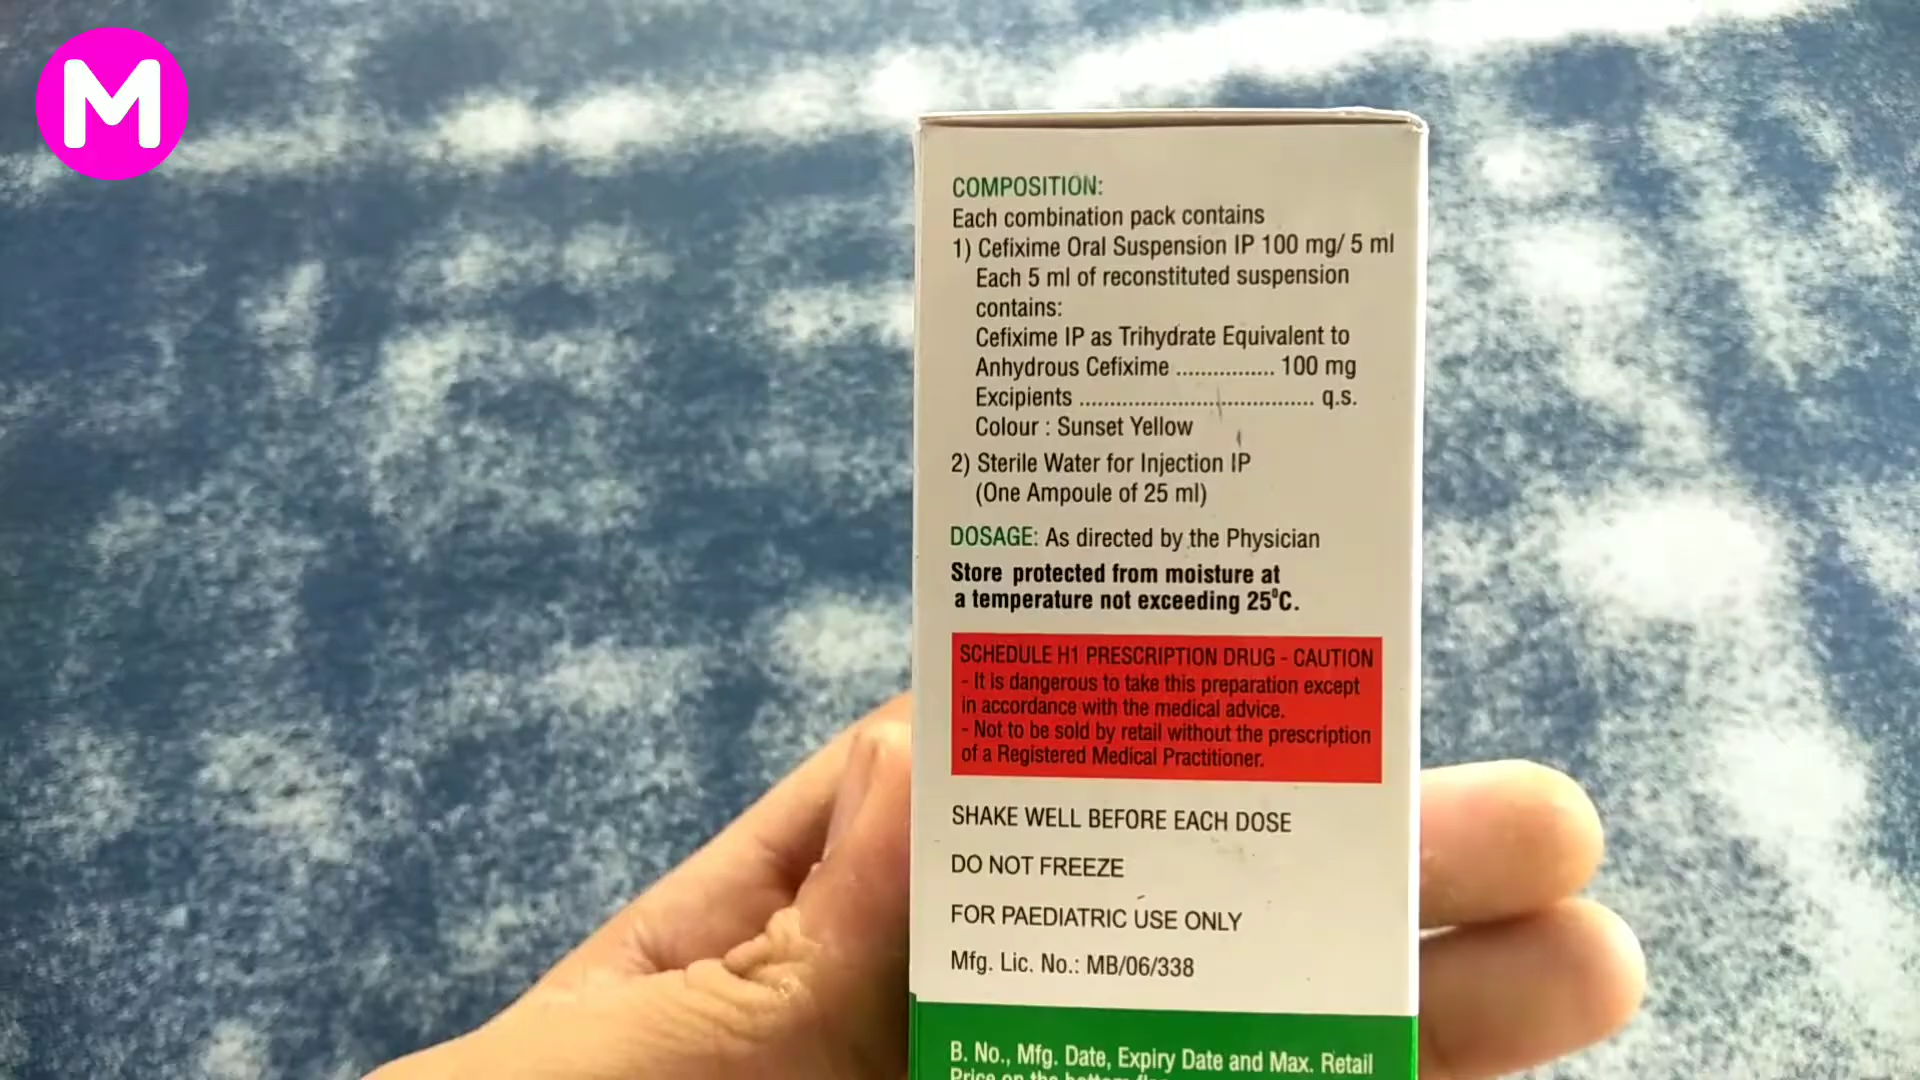 M
COMPOSITION:
Each combination pack contains
1) Cefixime Oral Suspension IP 100 mg/ 5 ml
Each 5 ml of reconstituted suspension
contains:
Cefixime IP as Trihydrate Equivalent to
Anhydrous Cefixime ................ 100 mg
Excipients ...................................... q.s.
Colour : Sunset Yellow
2) Sterile Water for Injection IP
(One Ampoule of 25 ml)
DOSAGE: As directed by the Physician
Store protected from moisture at
a temperature not exceeding 25⁰C.
SCHEDULE H1 PRESCRIPTION DRUG - CAUTION
- It is dangerous to take this preparation except
in accordance with the medical advice.
- Not to be sold by retail without the prescription
of a Registered Medical Practitioner.
SHAKE WELL BEFORE EACH DOSE
DO NOT FREEZE
FOR PAEDIATRIC USE ONLY
Mfg. Lic. No.: MB/06/338
B. No., Mfg. Date, Expiry Date and Max. Retail
Price on the bottom